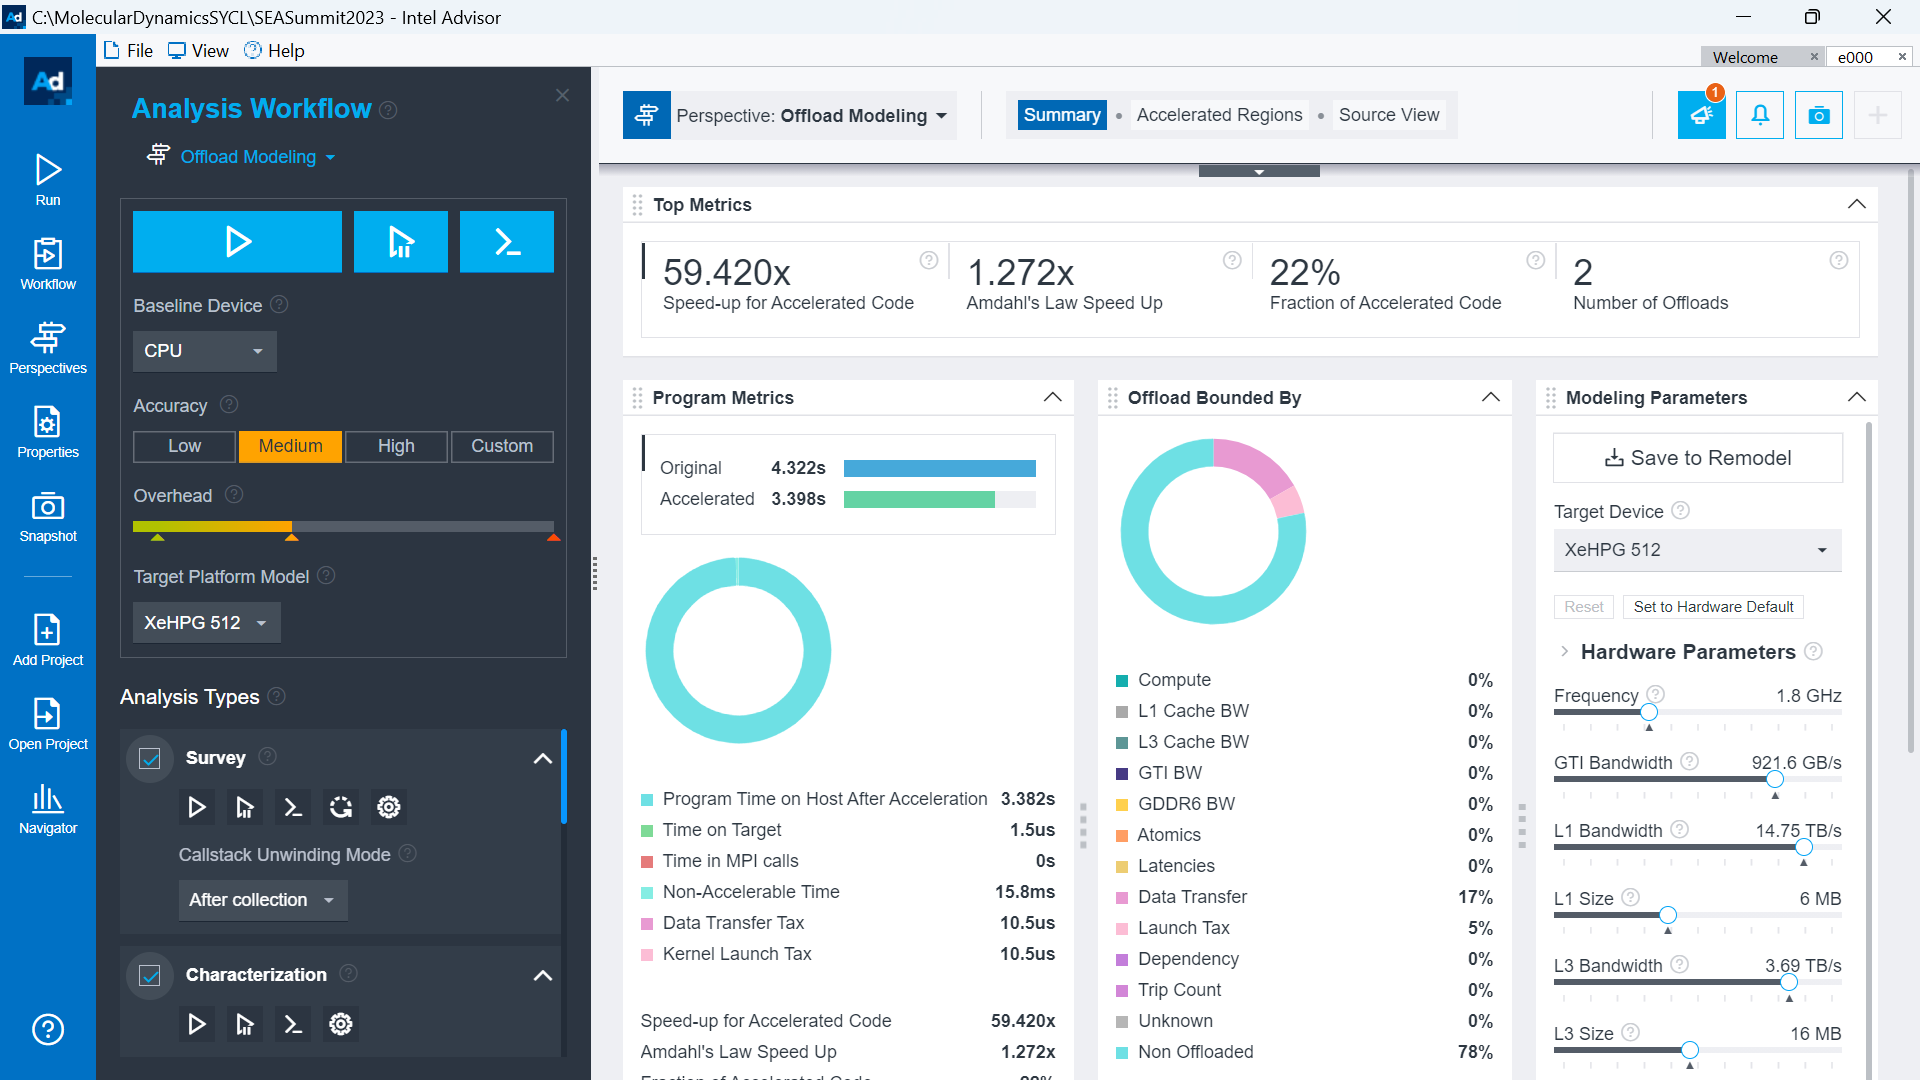 C:\MolecularDynamicsSYCL\SEASummit2023 - Intel Advisor
File View Help
Welcome
e000
Ad
Run
Workflow
Perspectives
Properties
Snapshot
Add Project
Open Project
Navigator
Analysis Workflow
Offload Modeling
Baseline Device
CPU
Accuracy
Low Medium High Custom
Overhead
Target Platform Model
XeHPG 512
Analysis Types
Survey
Callstack Unwinding Mode
After collection
Characterization
Perspective: Offload Modeling
Summary • Accelerated Regions • Source View
1
Top Metrics
59.420x
Speed-up for Accelerated Code
1.272x
Amdahl's Law Speed Up
22%
Fraction of Accelerated Code
2
Number of Offloads
Program Metrics
Original 4.322s
Accelerated 3.398s
Program Time on Host After Acceleration 3.382s
Time on Target 1.5us
Time in MPI calls 0s
Non-Accelerable Time 15.8ms
Data Transfer Tax 10.5us
Kernel Launch Tax 10.5us
Speed-up for Accelerated Code 59.420x
Amdahl's Law Speed Up 1.272x
Fraction of Accelerated Code 22%
Offload Bounded By
Compute 0%
L1 Cache BW 0%
L3 Cache BW 0%
GTI BW 0%
GDDR6 BW 0%
Atomics 0%
Latencies 0%
Data Transfer 17%
Launch Tax 5%
Dependency 0%
Trip Count 0%
Unknown 0%
Non Offloaded 78%
Modeling Parameters
Save to Remodel
Target Device
XeHPG 512
Reset Set to Hardware Default
Hardware Parameters
Frequency 1.8 GHz
GTI Bandwidth 921.6 GB/s
L1 Bandwidth 14.75 TB/s
L1 Size 6 MB
L3 Bandwidth 3.69 TB/s
L3 Size 16 MB